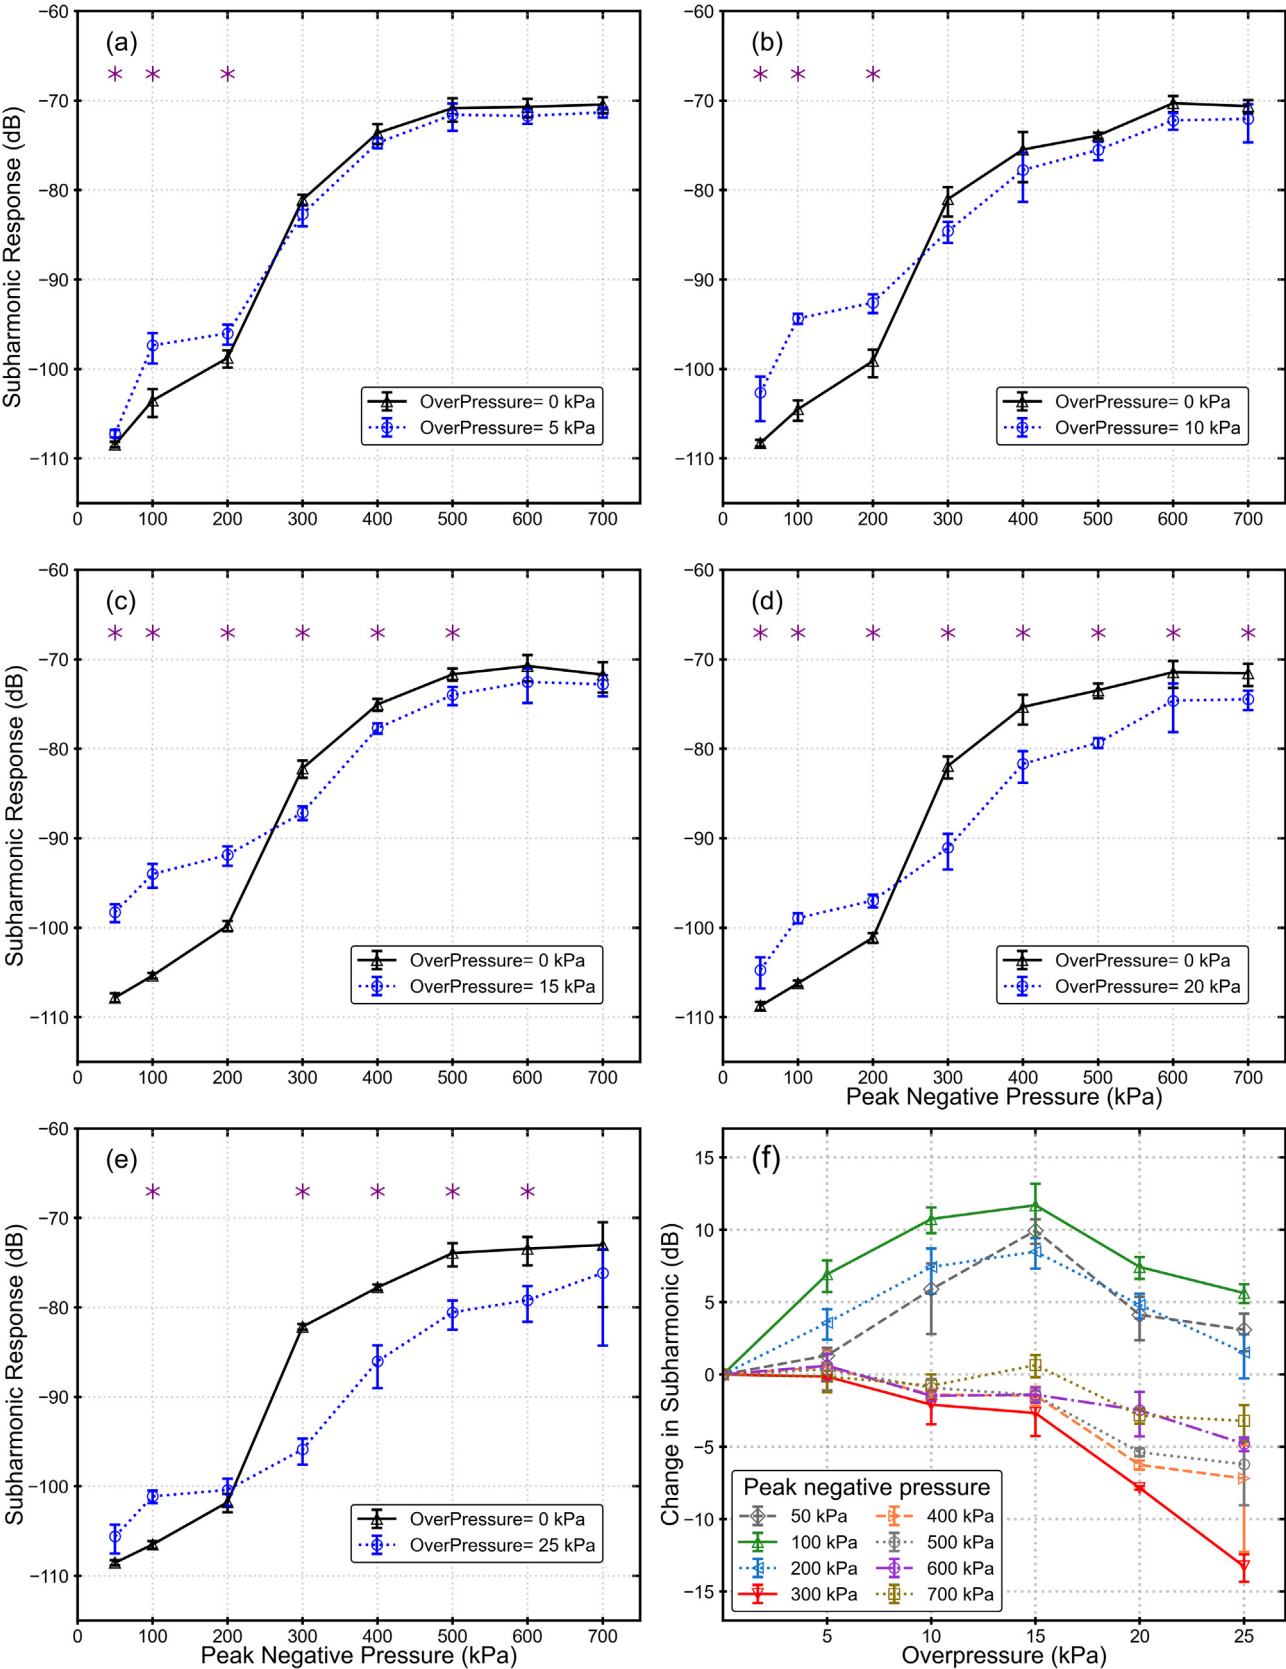 (a)
−60
−70
−80
−90
−100
−110
Subharmonic Response (dB)
OverPressure= 0 kPa
OverPressure= 5 kPa
0 100 200 300 400 500 600 700
(b)
−60
−70
−80
−90
−100
−110
OverPressure= 0 kPa
OverPressure= 10 kPa
0 100 200 300 400 500 600 700
(c)
−60
−70
−80
−90
−100
−110
Subharmonic Response (dB)
OverPressure= 0 kPa
OverPressure= 15 kPa
0 100 200 300 400 500 600 700
(d)
−60
−70
−80
−90
−100
−110
OverPressure= 0 kPa
OverPressure= 20 kPa
0 100 200 300 400 500 600 700
Peak Negative Pressure (kPa)
(e)
−60
−70
−80
−90
−100
−110
Subharmonic Response (dB)
OverPressure= 0 kPa
OverPressure= 25 kPa
0 100 200 300 400 500 600 700
Peak Negative Pressure (kPa)
(f)
15
10
5
0
−5
−10
−15
Change in Subharmonic (dB)
Peak negative pressure
50 kPa 400 kPa
100 kPa 500 kPa
200 kPa 600 kPa
300 kPa 700 kPa
5 10 15 20 25
Overpressure (kPa)